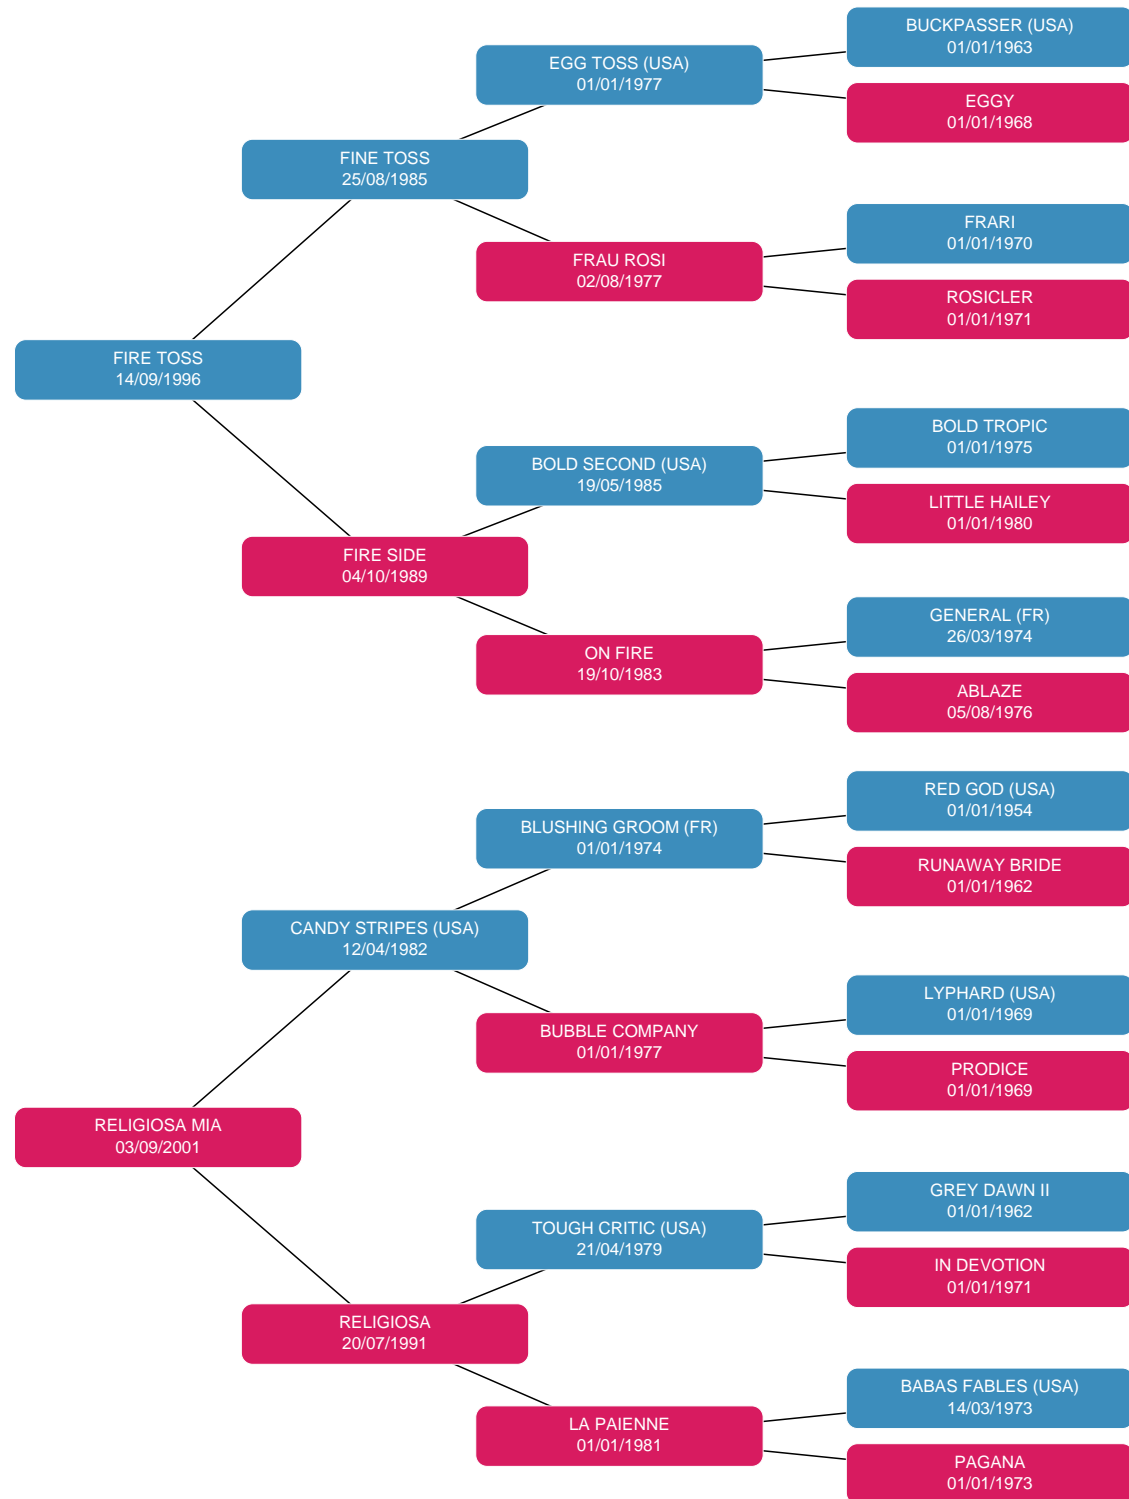 BUCKPASSER (USA)
01/01/1963
EGG TOSS (USA)
01/01/1977
EGGY
01/01/1968
FINE TOSS
25/08/1985
FRARI
01/01/1970
FRAU ROSI
02/08/1977
ROSICLER
01/01/1971
FIRE TOSS
14/09/1996
BOLD TROPIC
01/01/1975
BOLD SECOND (USA)
19/05/1985
LITTLE HAILEY
01/01/1980
FIRE SIDE
04/10/1989
GENERAL (FR)
26/03/1974
ON FIRE
19/10/1983
ABLAZE
05/08/1976
RED GOD (USA)
01/01/1954
BLUSHING GROOM (FR)
01/01/1974
RUNAWAY BRIDE
01/01/1962
CANDY STRIPES (USA)
12/04/1982
LYPHARD (USA)
01/01/1969
BUBBLE COMPANY
01/01/1977
PRODICE
01/01/1969
RELIGIOSA MIA
03/09/2001
GREY DAWN II
01/01/1962
TOUGH CRITIC (USA)
21/04/1979
IN DEVOTION
01/01/1971
RELIGIOSA
20/07/1991
BABAS FABLES (USA)
14/03/1973
LA PAIENNE
01/01/1981
PAGANA
01/01/1973